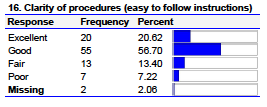 16. Clarity of procedures (easy to follow instructions)
Response Frequency Percent
Excellent 20 20.62
Good 55 56.70
Fair 13 13.40
Poor 7 7.22
Missing 2 2.06